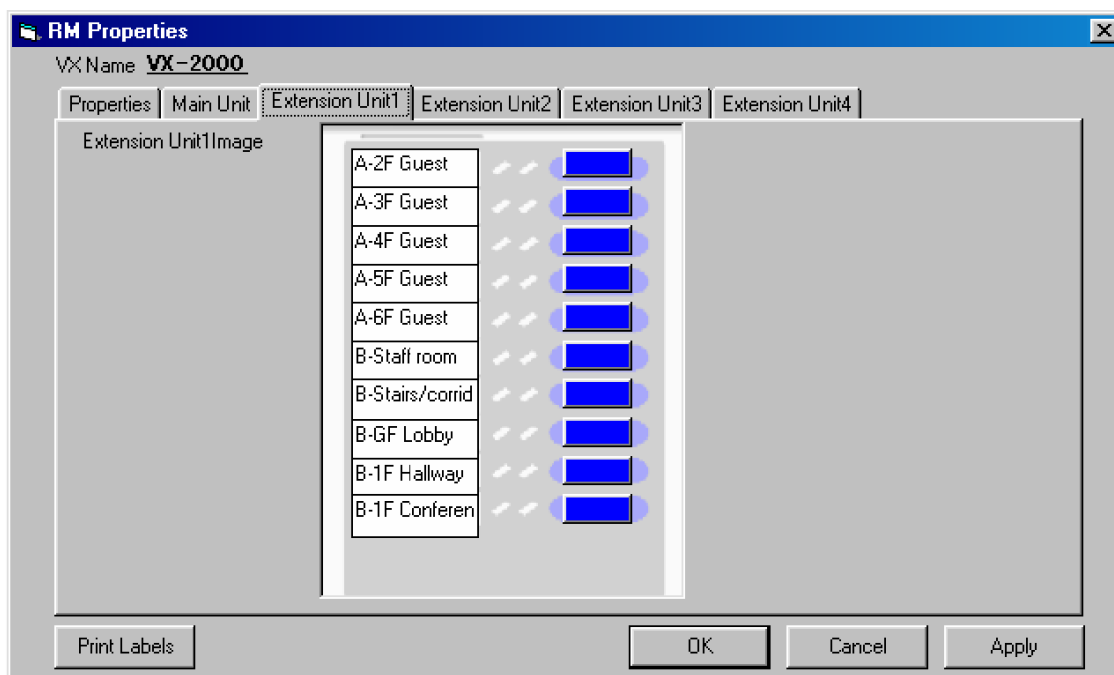 RM Properties
VX Name VX-2000
Properties Main Unit Extension Unit1 Extension Unit2 Extension Unit3 Extension Unit4
Extension Unit1Image
A-2F Guest
A-3F Guest
A-4F Guest
A-5F Guest
A-6F Guest
B-Staff room
B-Stairs/corrid
B-GF Lobby
B-1F Hallway
B-1F Conferen
Print Labels OK Cancel Apply